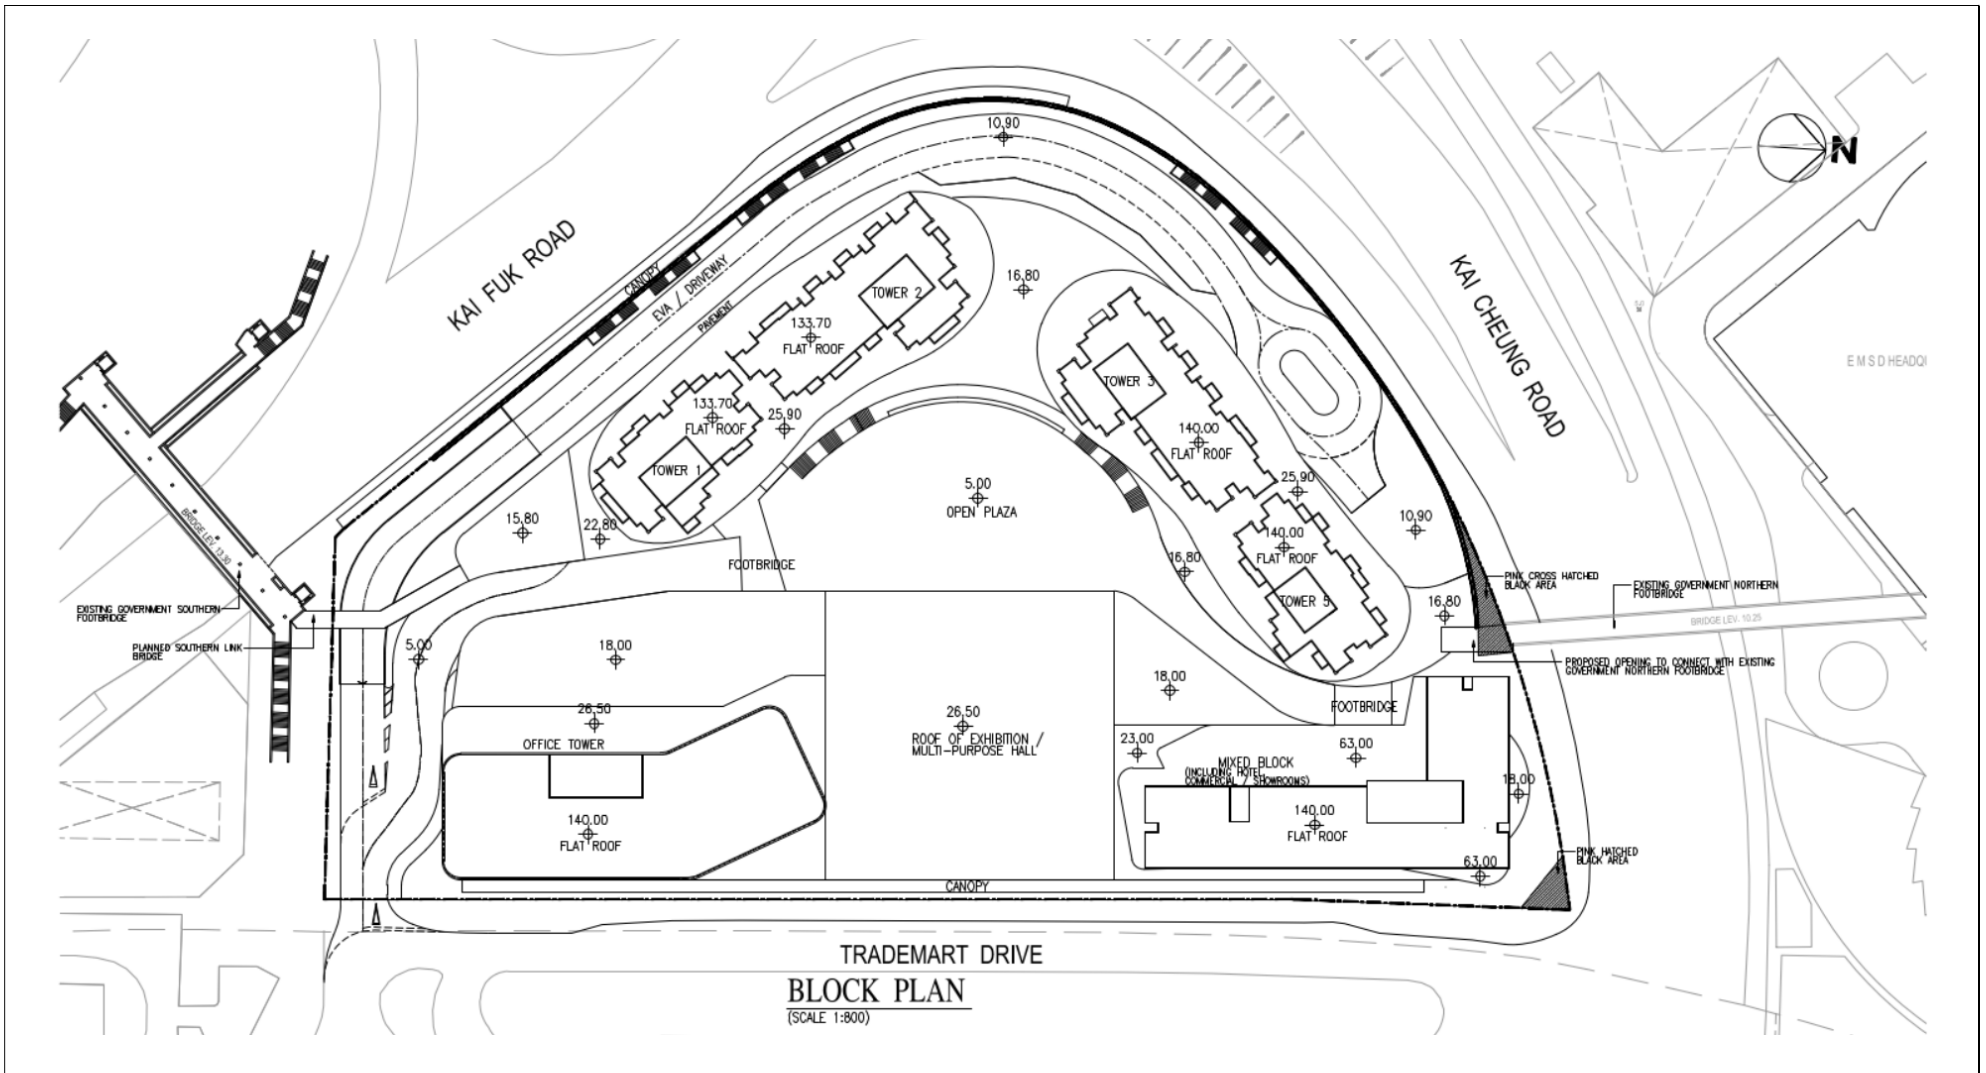 10.90
N
KAI FUK ROAD
CANOPY
EVA / DRIVEWAY
PAVEMENT
TOWER 2
16.80
133.70
FLAT ROOF
KAI CHEUNG ROAD
E M S D HEADQU
TOWER 3
133.70
FLAT ROOF
25.90
140.00
FLAT ROOF
TOWER 1
5.00
OPEN PLAZA
25.90
15.80
22.80
10.90
BRIDGE LEV. 13.30
140.00
FLAT ROOF
FOOTBRIDGE
16.80
TOWER 5
16.80
PINK CROSS HATCHED
BLACK AREA
EXISTING GOVERNMENT NORTHERN
FOOTBRIDGE
BRIDGE LEV. 10.25
EXISTING GOVERNMENT SOUTHERN
FOOTBRIDGE
PLANNED SOUTHERN LINK
BRIDGE
5.00
18.00
PROPOSED OPENING TO CONNECT WITH EXISTING
GOVERNMENT NORTHERN FOOTBRIDGE
18.00
FOOTBRIDGE
26.50
OFFICE TOWER
26.50
ROOF OF EXHIBITION /
MULTI-PURPOSE HALL
23.00
63.00
MIXED BLOCK
(INCLUDING HOTEL,
COMMERCIAL / SHOWROOMS)
18.00
140.00
FLAT ROOF
140.00
FLAT ROOF
63.00
PINK HATCHED
BLACK AREA
CANOPY
TRADEMART DRIVE
BLOCK PLAN
(SCALE 1:800)